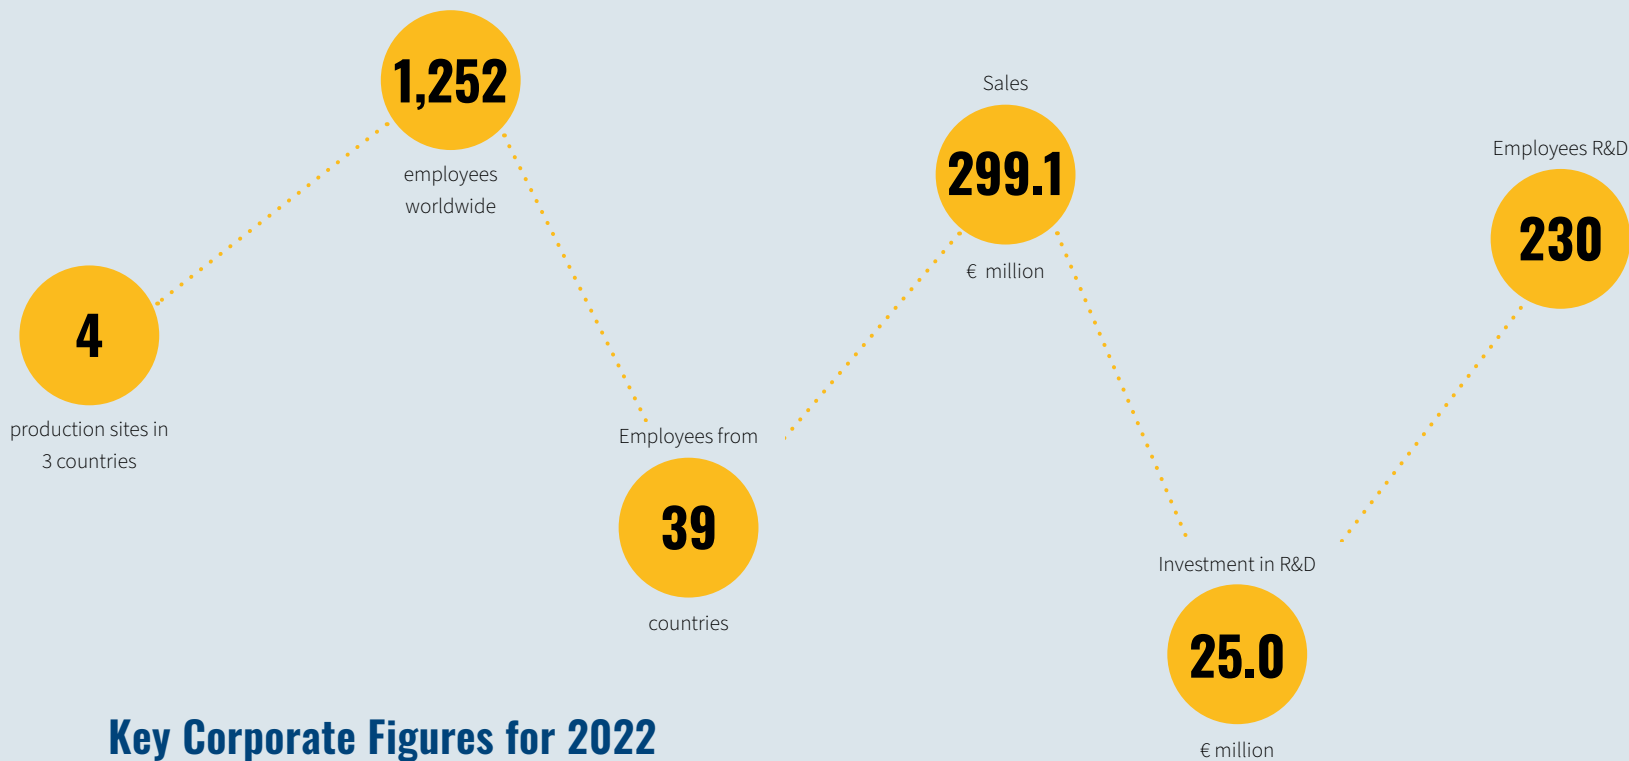 4
production sites in
3 countries
1,252
employees
worldwide
Employees from
39
countries
Sales
299.1
€ million
Investment in R&D
25.0
€ million
Employees R&D
230
Key Corporate Figures for 2022